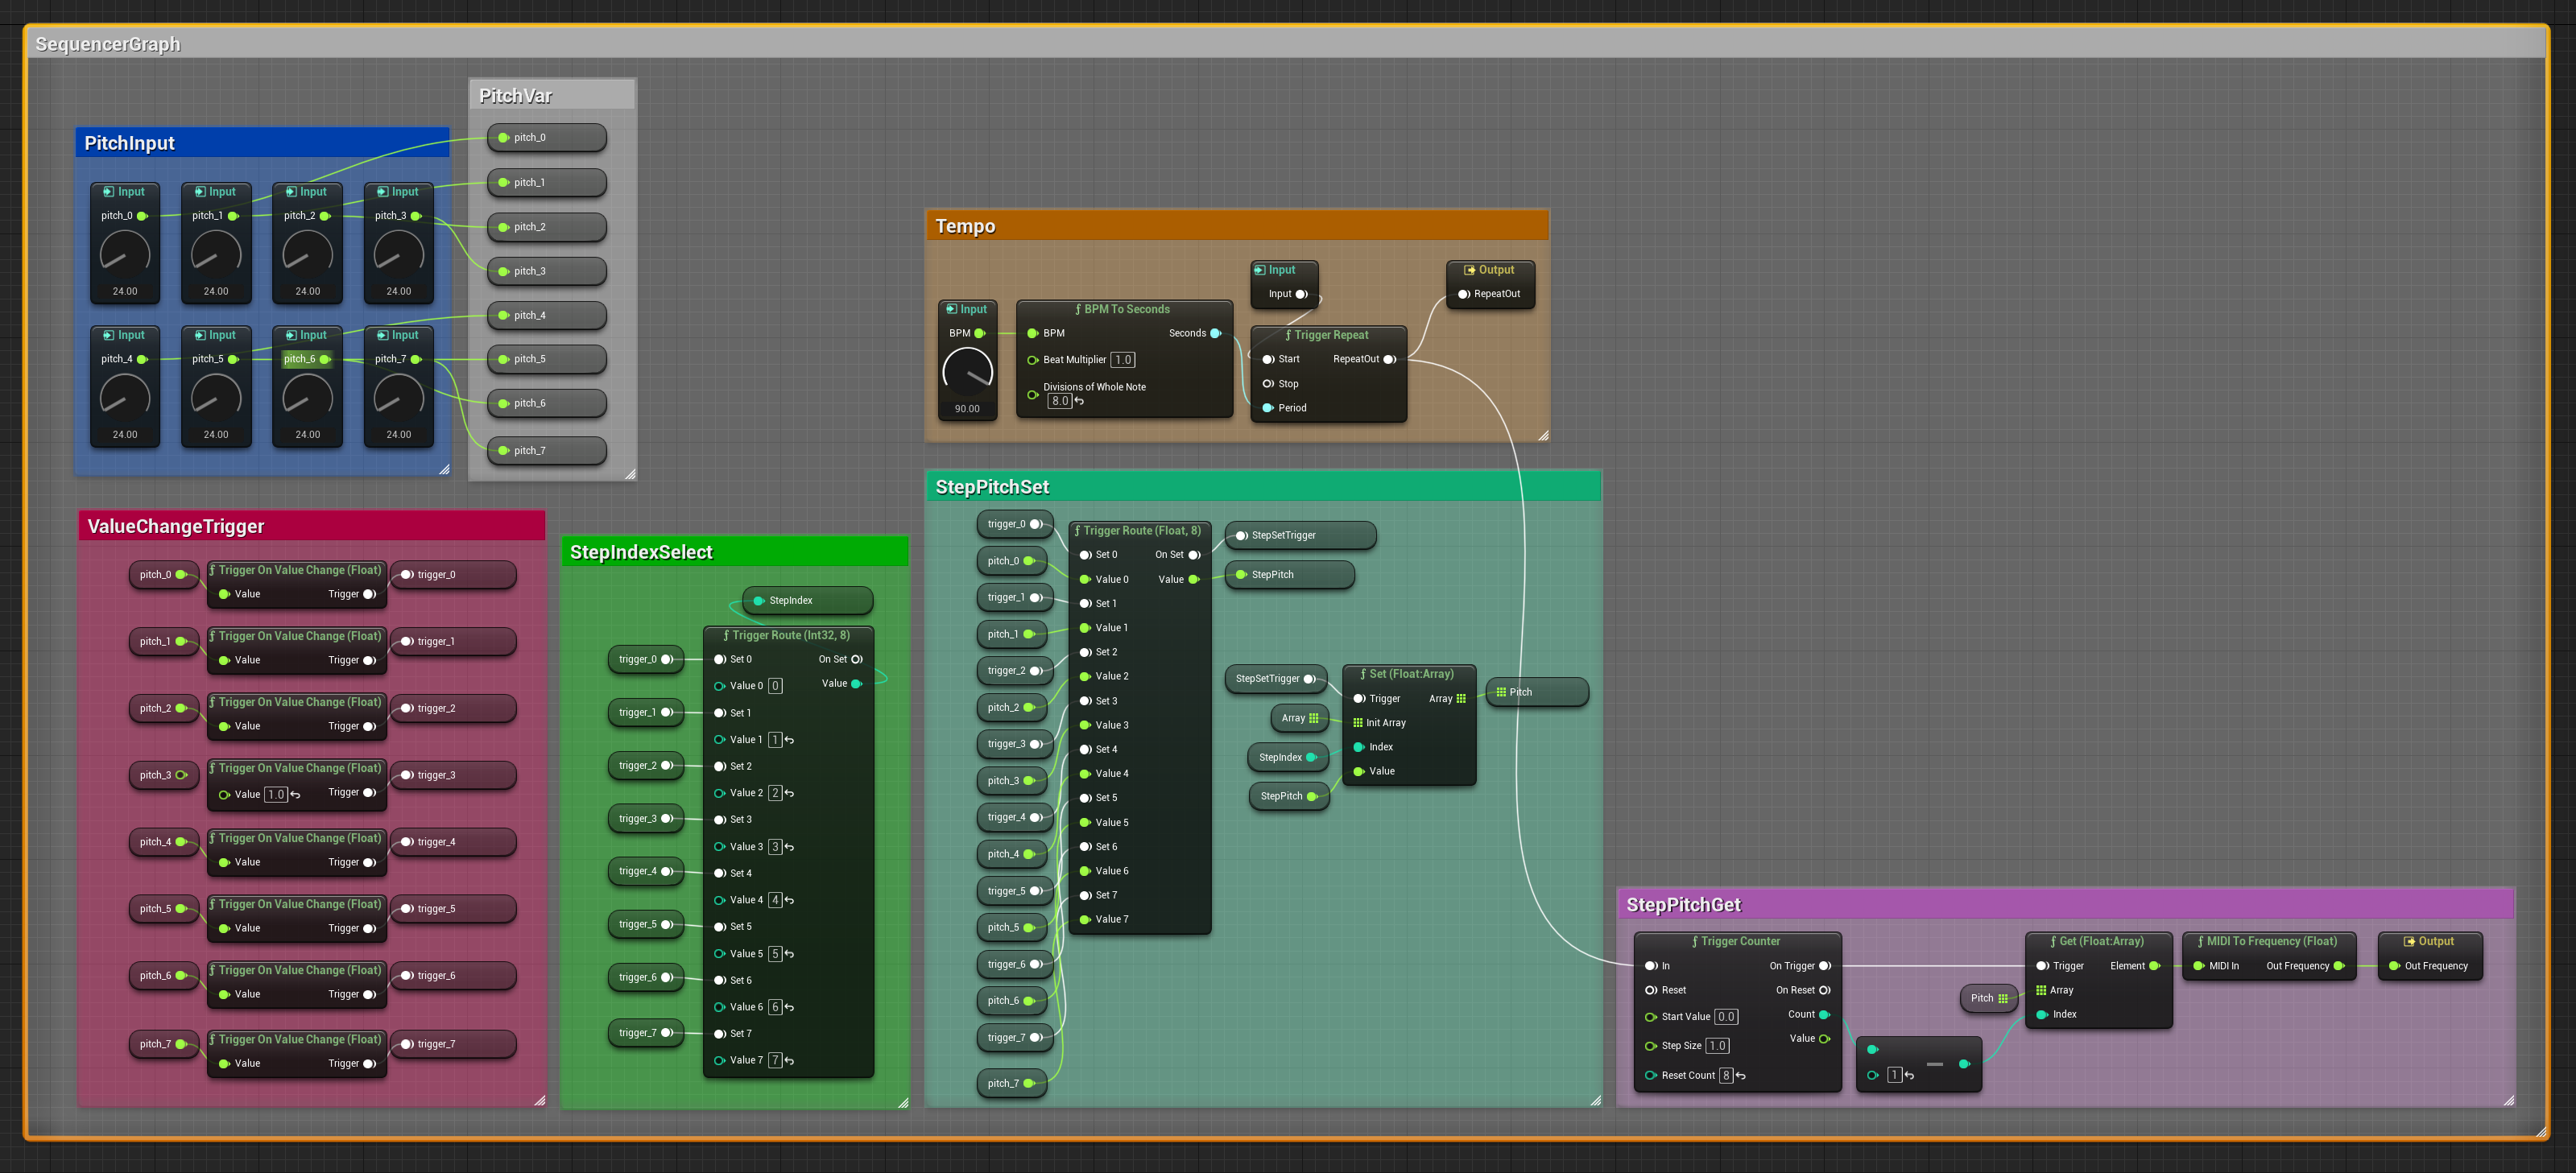 SequencerGraph
PitchVar
pitch_0
pitch_1
pitch_2
pitch_3
pitch_4
pitch_5
pitch_6
pitch_7
PitchInput
Input Input Input Input
pitch_0 pitch_1 pitch_2 pitch_3
24.00 24.00 24.00 24.00
Input Input Input Input
pitch_4 pitch_5 pitch_6 pitch_7
24.00 24.00 24.00 24.00
Tempo
Input
BPM
90.00
BPM To Seconds
BPM Seconds
Beat Multiplier 1.0
Divisions of Whole Note
8.0
Input
Input
Trigger Repeat
Start RepeatOut
Stop
Period
Output
RepeatOut
ValueChangeTrigger
pitch_0 Trigger On Value Change (Float) trigger_0
Value Trigger
pitch_1 Trigger On Value Change (Float) trigger_1
Value Trigger
pitch_2 Trigger On Value Change (Float) trigger_2
Value Trigger
pitch_3 Trigger On Value Change (Float) trigger_3
Value 1.0 Trigger
pitch_4 Trigger On Value Change (Float) trigger_4
Value Trigger
pitch_5 Trigger On Value Change (Float) trigger_5
Value Trigger
pitch_6 Trigger On Value Change (Float) trigger_6
Value Trigger
pitch_7 Trigger On Value Change (Float) trigger_7
Value Trigger
StepIndexSelect
StepIndex
Trigger Route (Int32, 8)
trigger_0 Set 0 On Set
Value 0 0 Value
trigger_1 Set 1
Value 1 1
trigger_2 Set 2
Value 2 2
trigger_3 Set 3
Value 3 3
trigger_4 Set 4
Value 4 4
trigger_5 Set 5
Value 5 5
trigger_6 Set 6
Value 6 6
trigger_7 Set 7
Value 7 7
StepPitchSet
trigger_0
pitch_0
trigger_1
pitch_1
trigger_2
pitch_2
trigger_3
pitch_3
trigger_4
pitch_4
trigger_5
pitch_5
trigger_6
pitch_6
trigger_7
pitch_7
Trigger Route (Float, 8)
Set 0 On Set
Value 0 Value
Set 1
Value 1
Set 2
Value 2
Set 3
Value 3
Set 4
Value 4
Set 5
Value 5
Set 6
Value 6
Set 7
Value 7
StepSetTrigger
StepPitch
StepSetTrigger
Array
StepIndex
StepPitch
Set (Float:Array)
Trigger Array
Init Array
Index
Value
Pitch
StepPitchGet
Trigger Counter
In On Trigger
Reset On Reset
Start Value 0.0 Count
Step Size 1.0 Value
Reset Count 8
1
Pitch
Get (Float:Array)
Trigger Element
Array
Index
MIDI To Frequency (Float)
MIDI In Out Frequency
Output
Out Frequency